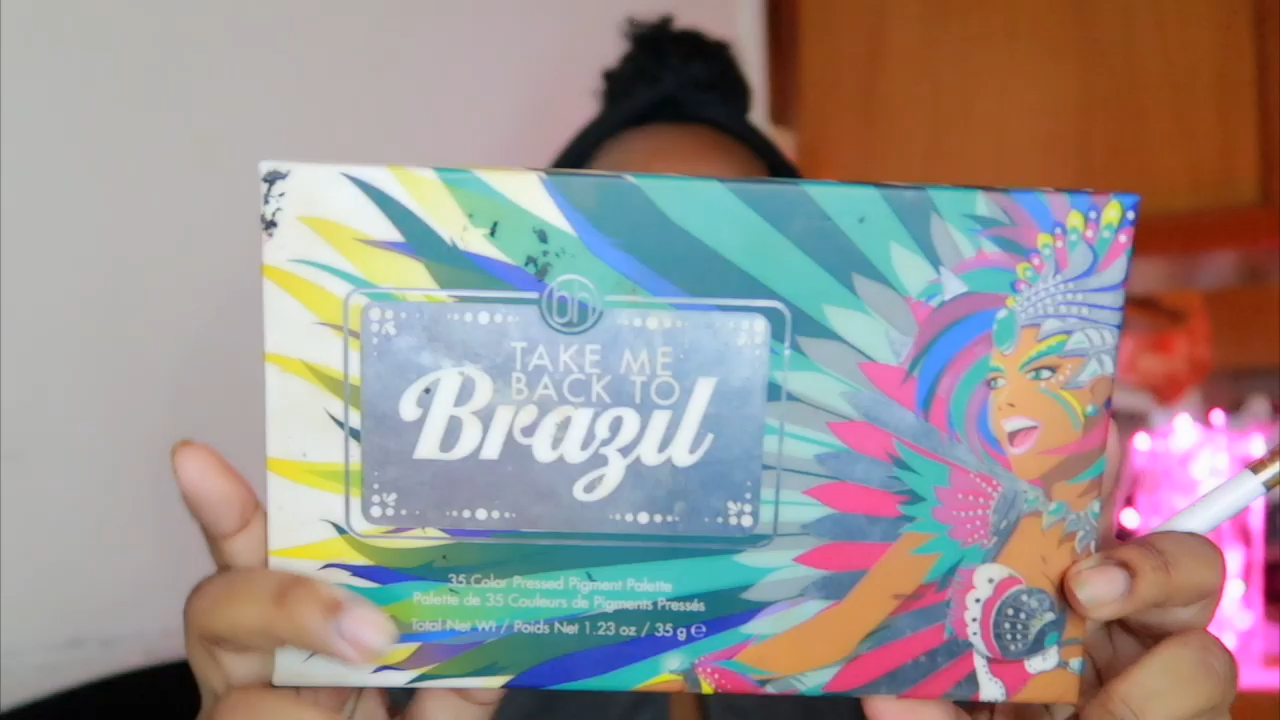 bh
TAKE ME
BACK TO
Brazil
35 Color Pressed Pigment Palette
Palette de 35 Couleurs de Pigments Pressés
Total Net Wt / Poids Net 1.23 oz / 35 g ℮